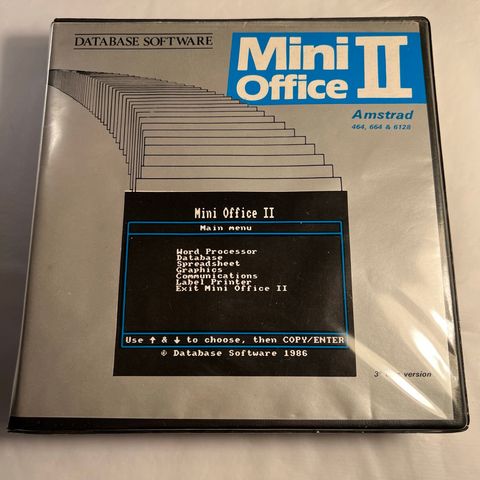 DATABASE SOFTWARE
Mini Office II
Amstrad
464, 664 & 6128
Mini Office II
Main menu
Word Processor
Database
Spreadsheet
Graphics
Communications
Label Printer
Exit Mini Office II
Use ↑ & ↓ to choose, then COPY/ENTER
© Database Software 1986
3" version